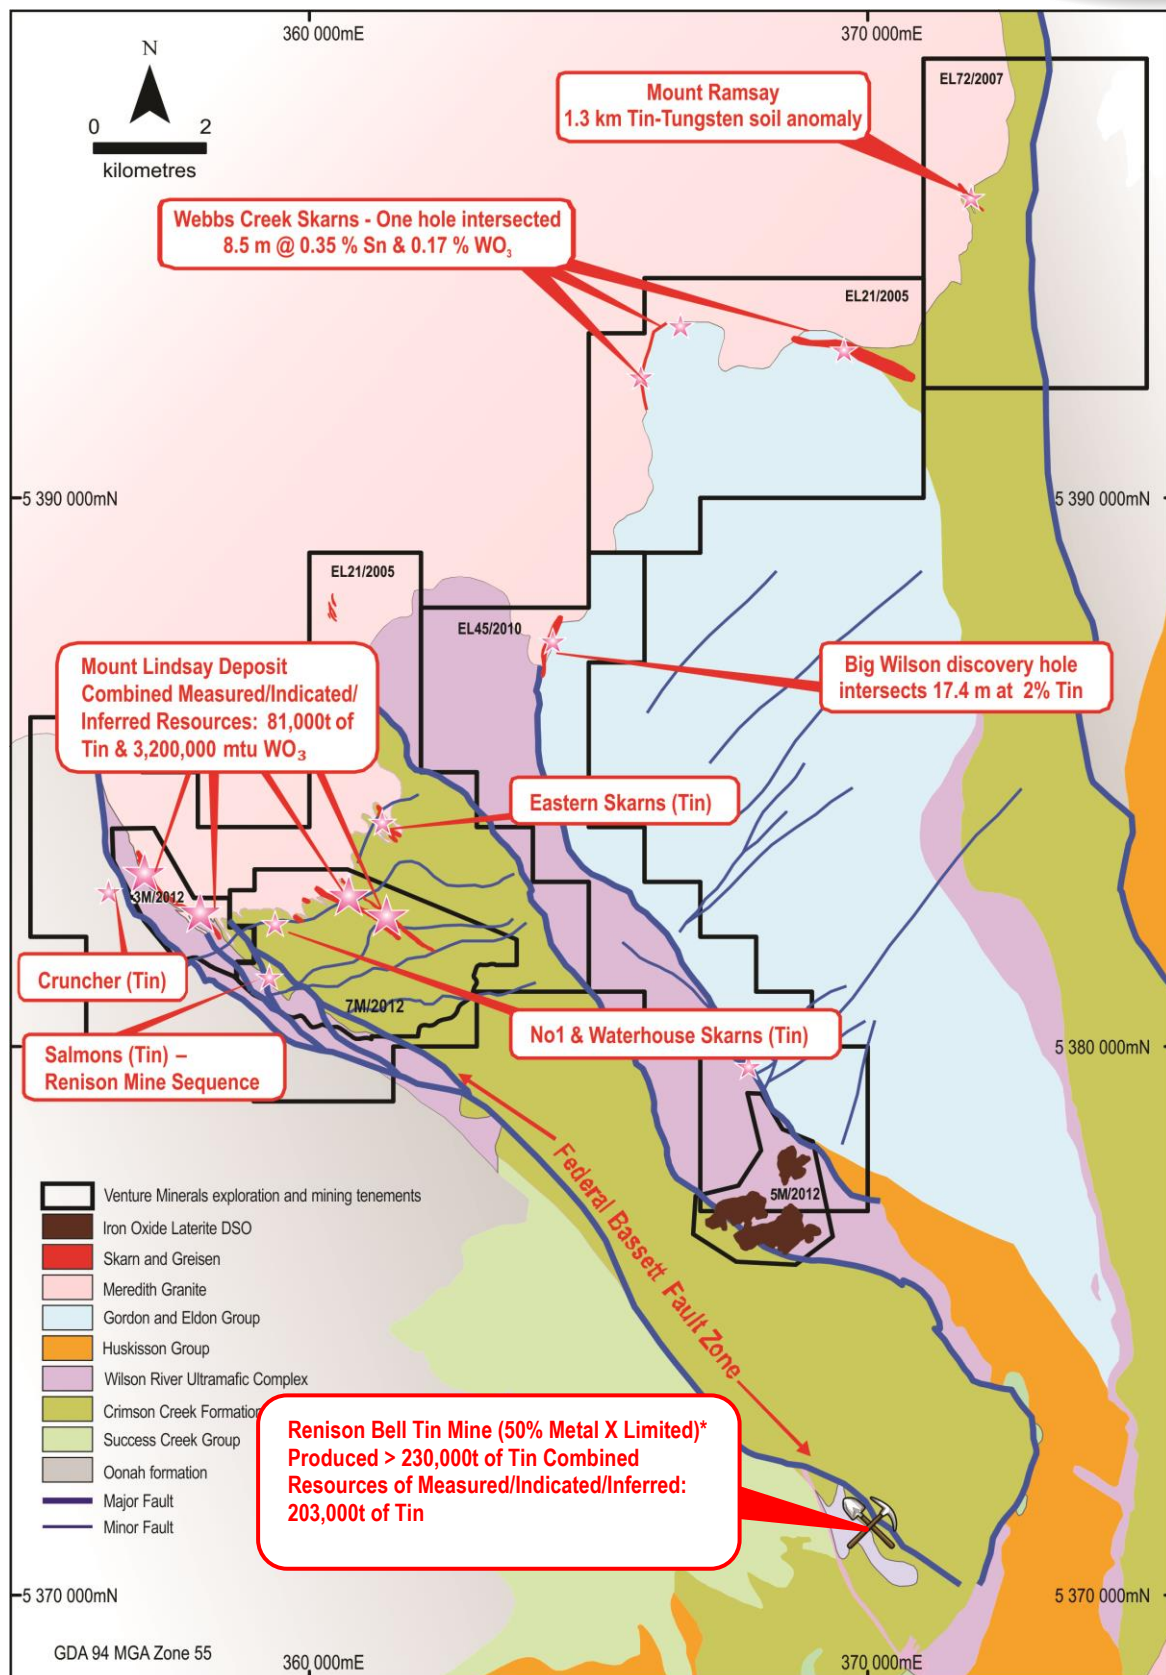 360 000mE
370 000mE
N
0 2
kilometres
EL72/2007
Mount Ramsay
1.3 km Tin-Tungsten soil anomaly
Webbs Creek Skarns - One hole intersected
8.5 m @ 0.35 % Sn & 0.17 % WO₃
EL21/2005
5 390 000mN
5 390 000mN
EL21/2005
EL45/2010
Mount Lindsay Deposit
Combined Measured/Indicated/
Inferred Resources: 81,000t of
Tin & 3,200,000 mtu WO₃
Big Wilson discovery hole
intersects 17.4 m at 2% Tin
Eastern Skarns (Tin)
3M/2012
Cruncher (Tin)
7M/2012
No1 & Waterhouse Skarns (Tin)
Salmons (Tin) –
Renison Mine Sequence
5 380 000mN
Federal Bassett Fault Zone
5M/2012
Venture Minerals exploration and mining tenements
Iron Oxide Laterite DSO
Skarn and Greisen
Meredith Granite
Gordon and Eldon Group
Huskisson Group
Wilson River Ultramafic Complex
Crimson Creek Formation
Success Creek Group
Oonah formation
Major Fault
Minor Fault
Renison Bell Tin Mine (50% Metal X Limited)*
Produced > 230,000t of Tin Combined
Resources of Measured/Indicated/Inferred:
203,000t of Tin
5 370 000mN
5 370 000mN
GDA 94 MGA Zone 55
360 000mE
370 000mE